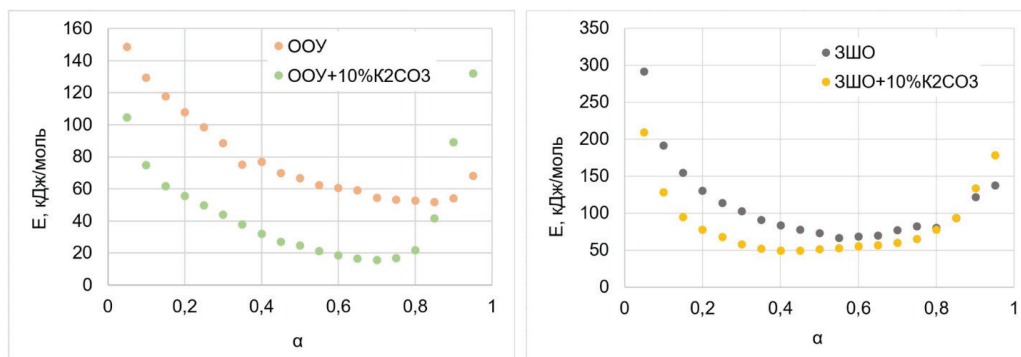 160
140
120
100
80
60
40
20
0
E, кДж/моль
ООУ
ООУ+10%K2CO3
0 0,2 0,4 0,6 0,8 1
α
350
300
250
200
150
100
50
0
E, кДж/моль
ЗШО
ЗШО+10%K2CO3
0 0,2 0,4 0,6 0,8 1
α